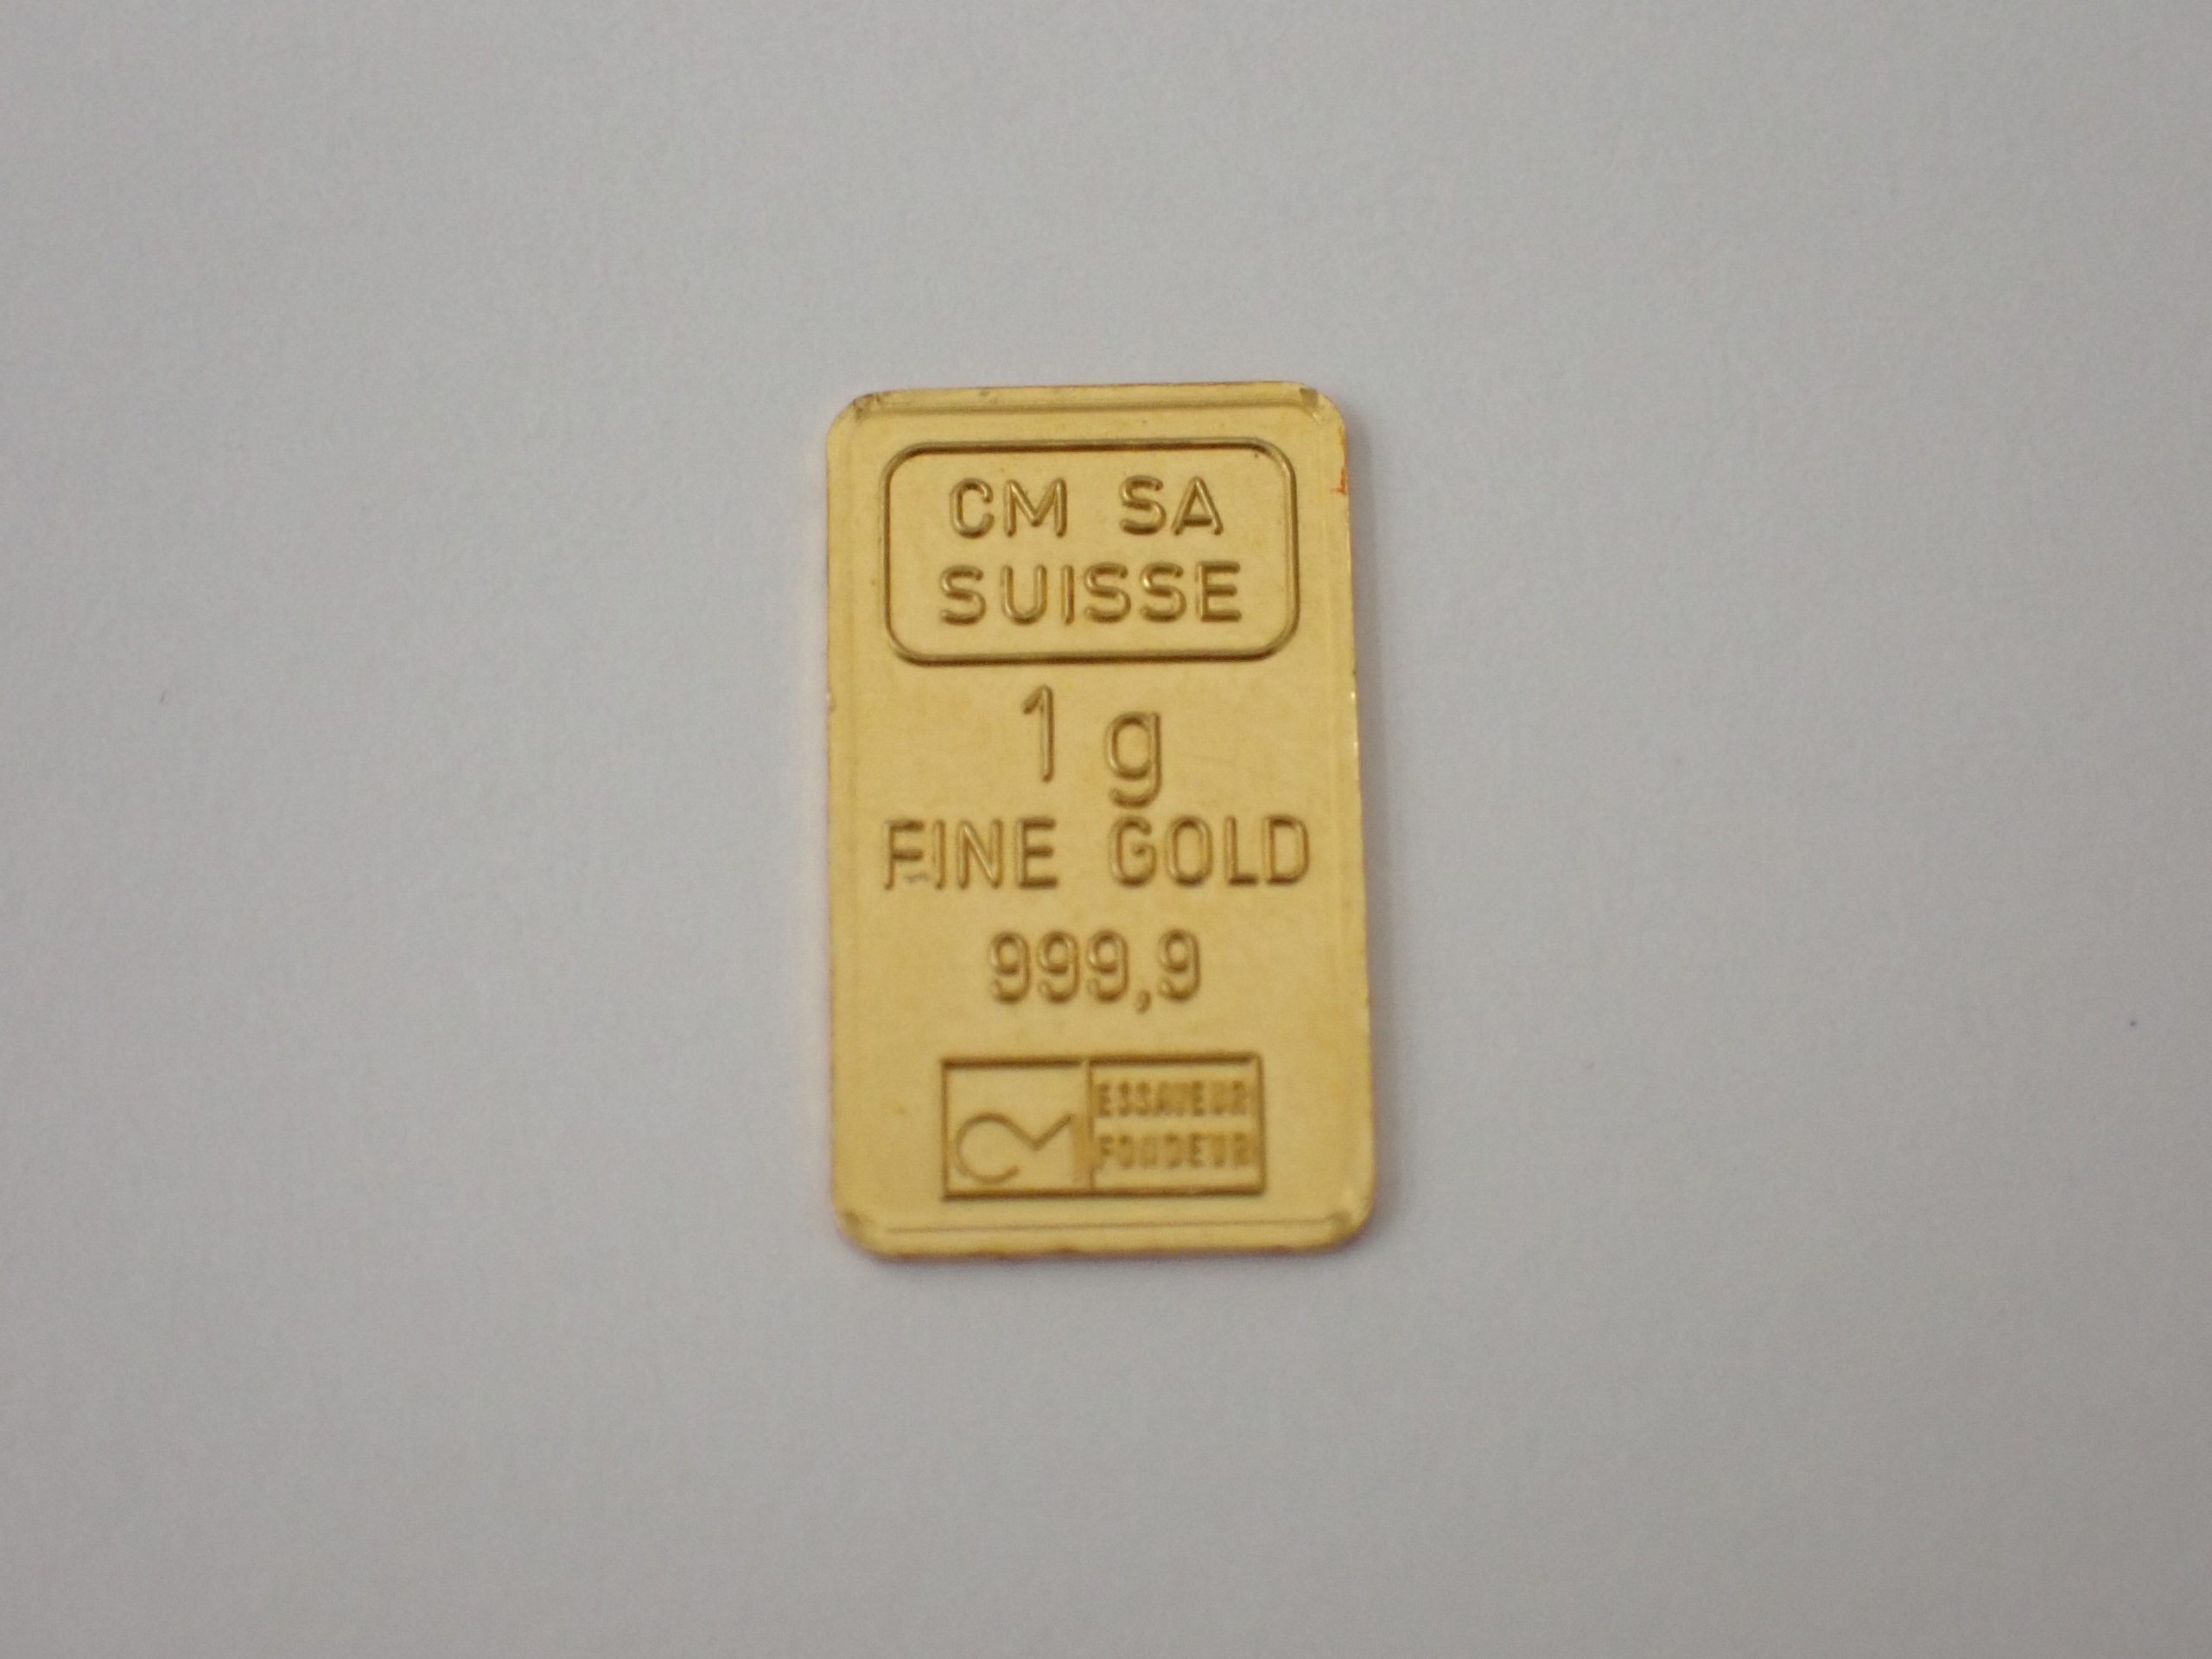 CM SA
SUISSE
1 g
FINE GOLD
999,9
CM
ESSAYEUR
FONDEUR